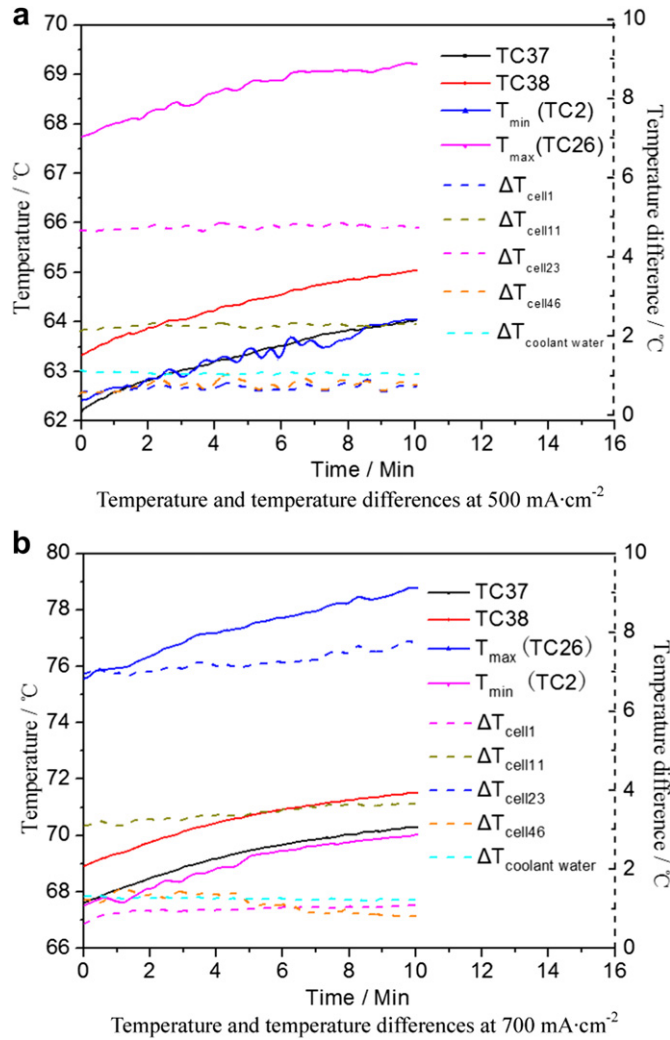 a
70
69
68
67
66
65
64
63
62
10
8
6
4
2
0
Temperature / ℃
Temperature difference / ℃
TC37
TC38
Tmin (TC2)
Tmax(TC26)
ΔTcell1
ΔTcell11
ΔTcell23
ΔTcell46
ΔTcoolant water
0 2 4 6 8 10 12 14 16
Time / Min
Temperature and temperature differences at 500 mA·cm-2
b
80
78
76
74
72
70
68
66
10
8
6
4
2
0
Temperature / ℃
Temperature difference / ℃
TC37
TC38
Tmax (TC26)
Tmin (TC2)
ΔTcell1
ΔTcell11
ΔTcell23
ΔTcell46
ΔTcoolant water
0 2 4 6 8 10 12 14 16
Time / Min
Temperature and temperature differences at 700 mA·cm-2